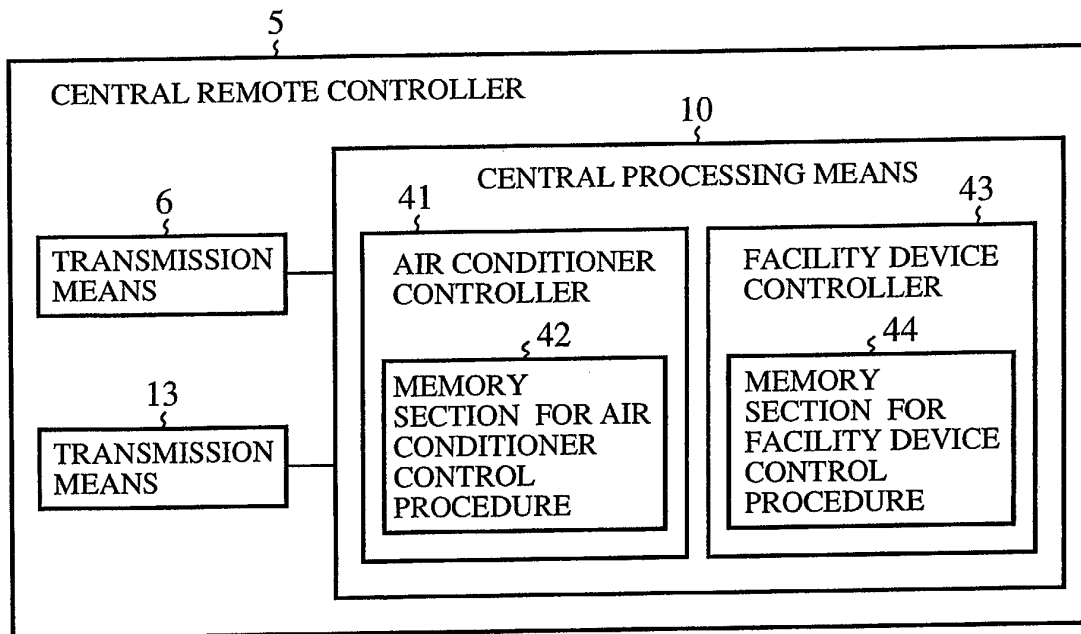 5
CENTRAL REMOTE CONTROLLER
10
CENTRAL PROCESSING MEANS
6
TRANSMISSION
MEANS
13
TRANSMISSION
MEANS
41
AIR CONDITIONER
CONTROLLER
42
MEMORY
SECTION FOR AIR
CONDITIONER
CONTROL
PROCEDURE
43
FACILITY DEVICE
CONTROLLER
44
MEMORY
SECTION FOR
FACILITY DEVICE
CONTROL
PROCEDURE